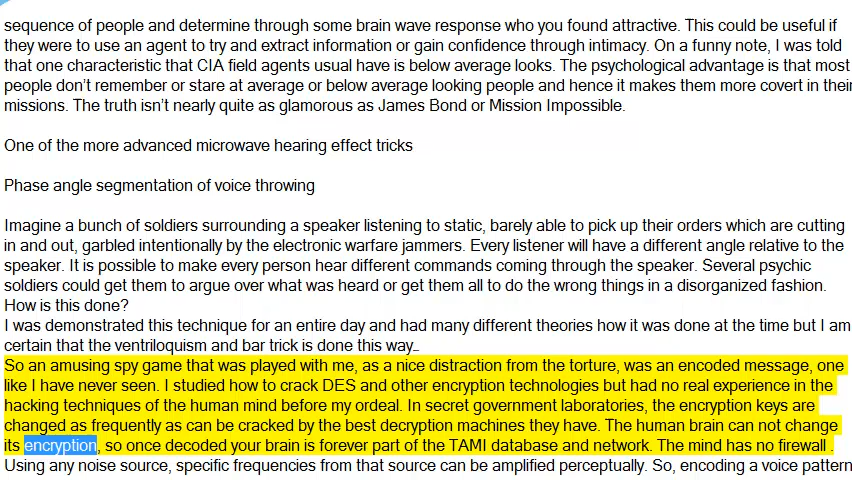 sequence of people and determine through some brain wave response who you found attractive. This could be useful if
they were to use an agent to try and extract information or gain confidence through intimacy. On a funny note, I was told
that one characteristic that CIA field agents usual have is below average looks. The psychological advantage is that most
people don’t remember or stare at average or below average looking people and hence it makes them more covert in their
missions. The truth isn’t nearly quite as glamorous as James Bond or Mission Impossible.
One of the more advanced microwave hearing effect tricks
Phase angle segmentation of voice throwing
Imagine a bunch of soldiers surrounding a speaker listening to static, barely able to pick up their orders which are cutting
in and out, garbled intentionally by the electronic warfare jammers. Every listener will have a different angle relative to the
speaker. It is possible to make every person hear different commands coming through the speaker. Several psychic
soldiers could get them to argue over what was heard or get them all to do the wrong things in a disorganized fashion.
How is this done?
I was demonstrated this technique for an entire day and had many different theories how it was done at the time but I am
certain that the ventriloquism and bar trick is done this way..
So an amusing spy game that was played with me, as a nice distraction from the torture, was an encoded message, one
like I have never seen. I studied how to crack DES and other encryption technologies but had no real experience in the
hacking techniques of the human mind before my ordeal. In secret government laboratories, the encryption keys are
changed as frequently as can be cracked by the best decryption machines they have. The human brain can not change
its encryption, so once decoded your brain is forever part of the TAMI database and network. The mind has no firewall .
Using any noise source, specific frequencies from that source can be amplified perceptually. So, encoding a voice pattern